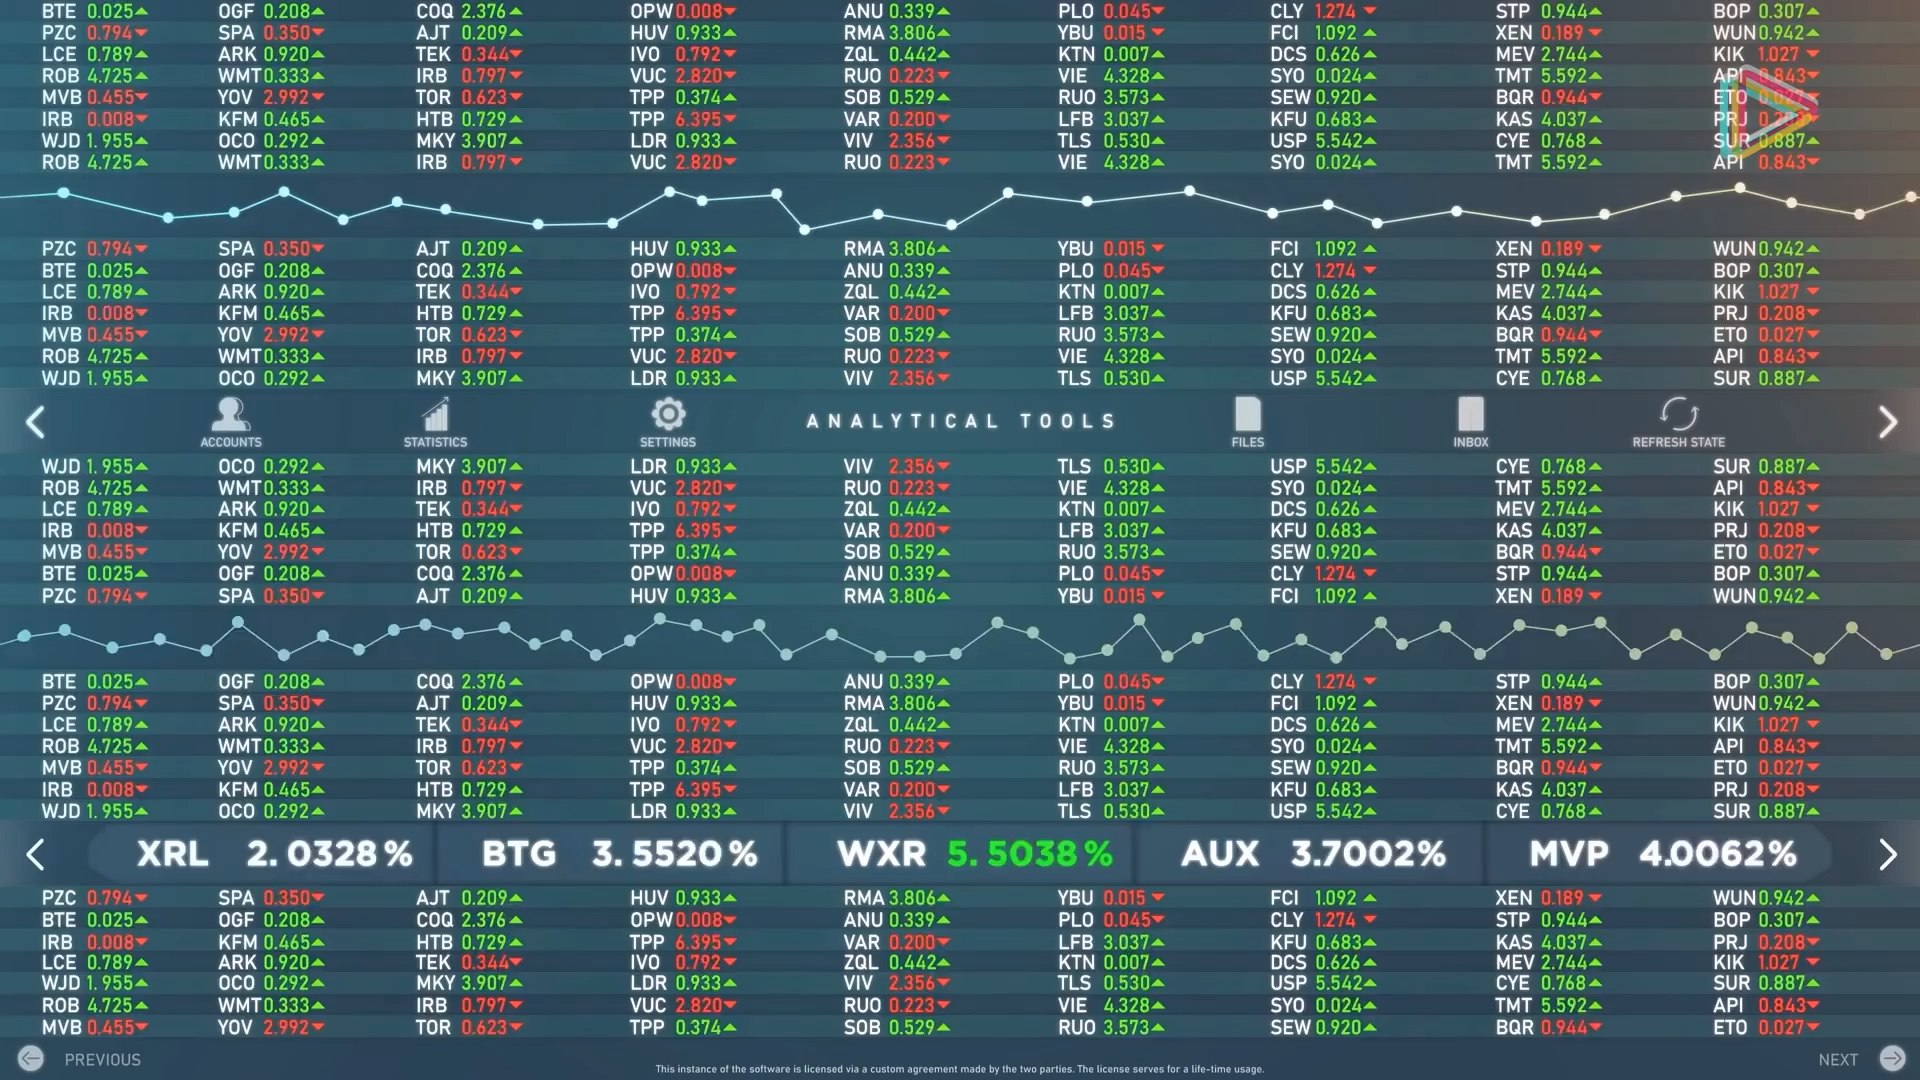 BTE 0.025 OGF 0.208 COQ 2.376 OPW 0.008 ANU 0.339 PLO 0.045 CLY 1.274 STP 0.944 BOP 0.307
PZC 0.794 SPA 0.350 AJT 0.209 HUV 0.933 RMA 3.806 YBU 0.015 FCI 1.092 XEN 0.189 WUN 0.942
LCE 0.789 ARK 0.920 TEK 0.344 IVO 0.792 ZQL 0.442 KTN 0.007 DCS 0.626 MEV 2.744 KIK 1.027
ROB 4.725 WMT 0.333 IRB 0.797 VUC 2.820 RUO 0.223 VIE 4.328 SYO 0.024 TMT 5.592 API 0.843
MVB 0.455 YOV 2.992 TOR 0.623 TPP 0.374 SOB 0.529 RUO 3.573 SEW 0.920 BQR 0.944 ETO 0.027
IRB 0.008 KFM 0.465 HTB 0.729 TPP 6.395 VAR 0.200 LFB 3.037 KFU 0.683 KAS 4.037 PRJ 0.208
WJD 1.955 OCO 0.292 MKY 3.907 LDR 0.933 VIV 2.356 TLS 0.530 USP 5.542 CYE 0.768 SUR 0.887
ROB 4.725 WMT 0.333 IRB 0.797 VUC 2.820 RUO 0.223 VIE 4.328 SYO 0.024 TMT 5.592 API 0.843
PZC 0.794 SPA 0.350 AJT 0.209 HUV 0.933 RMA 3.806 YBU 0.015 FCI 1.092 XEN 0.189 WUN 0.942
BTE 0.025 OGF 0.208 COQ 2.376 OPW 0.008 ANU 0.339 PLO 0.045 CLY 1.274 STP 0.944 BOP 0.307
LCE 0.789 ARK 0.920 TEK 0.344 IVO 0.792 ZQL 0.442 KTN 0.007 DCS 0.626 MEV 2.744 KIK 1.027
IRB 0.008 KFM 0.465 HTB 0.729 TPP 6.395 VAR 0.200 LFB 3.037 KFU 0.683 KAS 4.037 PRJ 0.208
MVB 0.455 YOV 2.992 TOR 0.623 TPP 0.374 SOB 0.529 RUO 3.573 SEW 0.920 BQR 0.944 ETO 0.027
ROB 4.725 WMT 0.333 IRB 0.797 VUC 2.820 RUO 0.223 VIE 4.328 SYO 0.024 TMT 5.592 API 0.843
WJD 1.955 OCO 0.292 MKY 3.907 LDR 0.933 VIV 2.356 TLS 0.530 USP 5.542 CYE 0.768 SUR 0.887
ACCOUNTS STATISTICS SETTINGS ANALYTICAL TOOLS FILES INBOX REFRESH STATE
WJD 1.955 OCO 0.292 MKY 3.907 LDR 0.933 VIV 2.356 TLS 0.530 USP 5.542 CYE 0.768 SUR 0.887
ROB 4.725 WMT 0.333 IRB 0.797 VUC 2.820 RUO 0.223 VIE 4.328 SYO 0.024 TMT 5.592 API 0.843
LCE 0.789 ARK 0.920 TEK 0.344 IVO 0.792 ZQL 0.442 KTN 0.007 DCS 0.626 MEV 2.744 KIK 1.027
IRB 0.008 KFM 0.465 HTB 0.729 TPP 6.395 VAR 0.200 LFB 3.037 KFU 0.683 KAS 4.037 PRJ 0.208
MVB 0.455 YOV 2.992 TOR 0.623 TPP 0.374 SOB 0.529 RUO 3.573 SEW 0.920 BQR 0.944 ETO 0.027
BTE 0.025 OGF 0.208 COQ 2.376 OPW 0.008 ANU 0.339 PLO 0.045 CLY 1.274 STP 0.944 BOP 0.307
PZC 0.794 SPA 0.350 AJT 0.209 HUV 0.933 RMA 3.806 YBU 0.015 FCI 1.092 XEN 0.189 WUN 0.942
BTE 0.025 OGF 0.208 COQ 2.376 OPW 0.008 ANU 0.339 PLO 0.045 CLY 1.274 STP 0.944 BOP 0.307
PZC 0.794 SPA 0.350 AJT 0.209 HUV 0.933 RMA 3.806 YBU 0.015 FCI 1.092 XEN 0.189 WUN 0.942
LCE 0.789 ARK 0.920 TEK 0.344 IVO 0.792 ZQL 0.442 KTN 0.007 DCS 0.626 MEV 2.744 KIK 1.027
ROB 4.725 WMT 0.333 IRB 0.797 VUC 2.820 RUO 0.223 VIE 4.328 SYO 0.024 TMT 5.592 API 0.843
MVB 0.455 YOV 2.992 TOR 0.623 TPP 0.374 SOB 0.529 RUO 3.573 SEW 0.920 BQR 0.944 ETO 0.027
IRB 0.008 KFM 0.465 HTB 0.729 TPP 6.395 VAR 0.200 LFB 3.037 KFU 0.683 KAS 4.037 PRJ 0.208
WJD 1.955 OCO 0.292 MKY 3.907 LDR 0.933 VIV 2.356 TLS 0.530 USP 5.542 CYE 0.768 SUR 0.887
XRL 2.0328% BTG 3.5520% WXR 5.5038% AUX 3.7002% MVP 4.0062%
PZC 0.794 SPA 0.350 AJT 0.209 HUV 0.933 RMA 3.806 YBU 0.015 FCI 1.092 XEN 0.189 WUN 0.942
BTE 0.025 OGF 0.208 COQ 2.376 OPW 0.008 ANU 0.339 PLO 0.045 CLY 1.274 STP 0.944 BOP 0.307
IRB 0.008 KFM 0.465 HTB 0.729 TPP 6.395 VAR 0.200 LFB 3.037 KFU 0.683 KAS 4.037 PRJ 0.208
LCE 0.789 ARK 0.920 TEK 0.344 IVO 0.792 ZQL 0.442 KTN 0.007 DCS 0.626 MEV 2.744 KIK 1.027
WJD 1.955 OCO 0.292 MKY 3.907 LDR 0.933 VIV 2.356 TLS 0.530 USP 5.542 CYE 0.768 SUR 0.887
ROB 4.725 WMT 0.333 IRB 0.797 VUC 2.820 RUO 0.223 VIE 4.328 SYO 0.024 TMT 5.592 API 0.843
MVB 0.455 YOV 2.992 TOR 0.623 TPP 0.374 SOB 0.529 RUO 3.573 SEW 0.920 BQR 0.944 ETO 0.027
PREVIOUS NEXT
This instance of the software is licensed via a custom agreement made by the two parties. The license serves for a life-time usage.